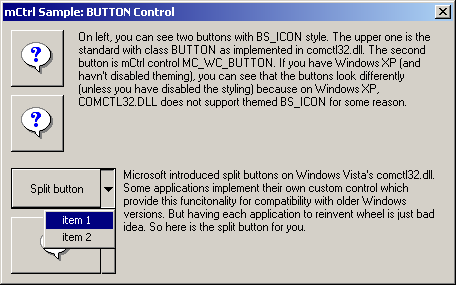 mCtrl Sample: BUTTON Control
On left, you can see two buttons with BS_ICON style. The upper one is the
standard with class BUTTON as implemented in comctl32.dll. The second
button is mCtrl control MC_WC_BUTTON. If you have Windows XP (and
havn't disabled theming), you can see that the buttons look differently
(unless you have disabled the styling) because on Windows XP,
COMCTL32.DLL does not support themed BS_ICON for some reason.
Split button
item 1
item 2
Microsoft introduced split buttons on Windows Vista's comctl32.dll.
Some applications implement their own custom control which
provide this funcitonality for compatibility with older Windows
versions. But having each application to reinvent wheel is just bad
idea. So here is the split button for you.